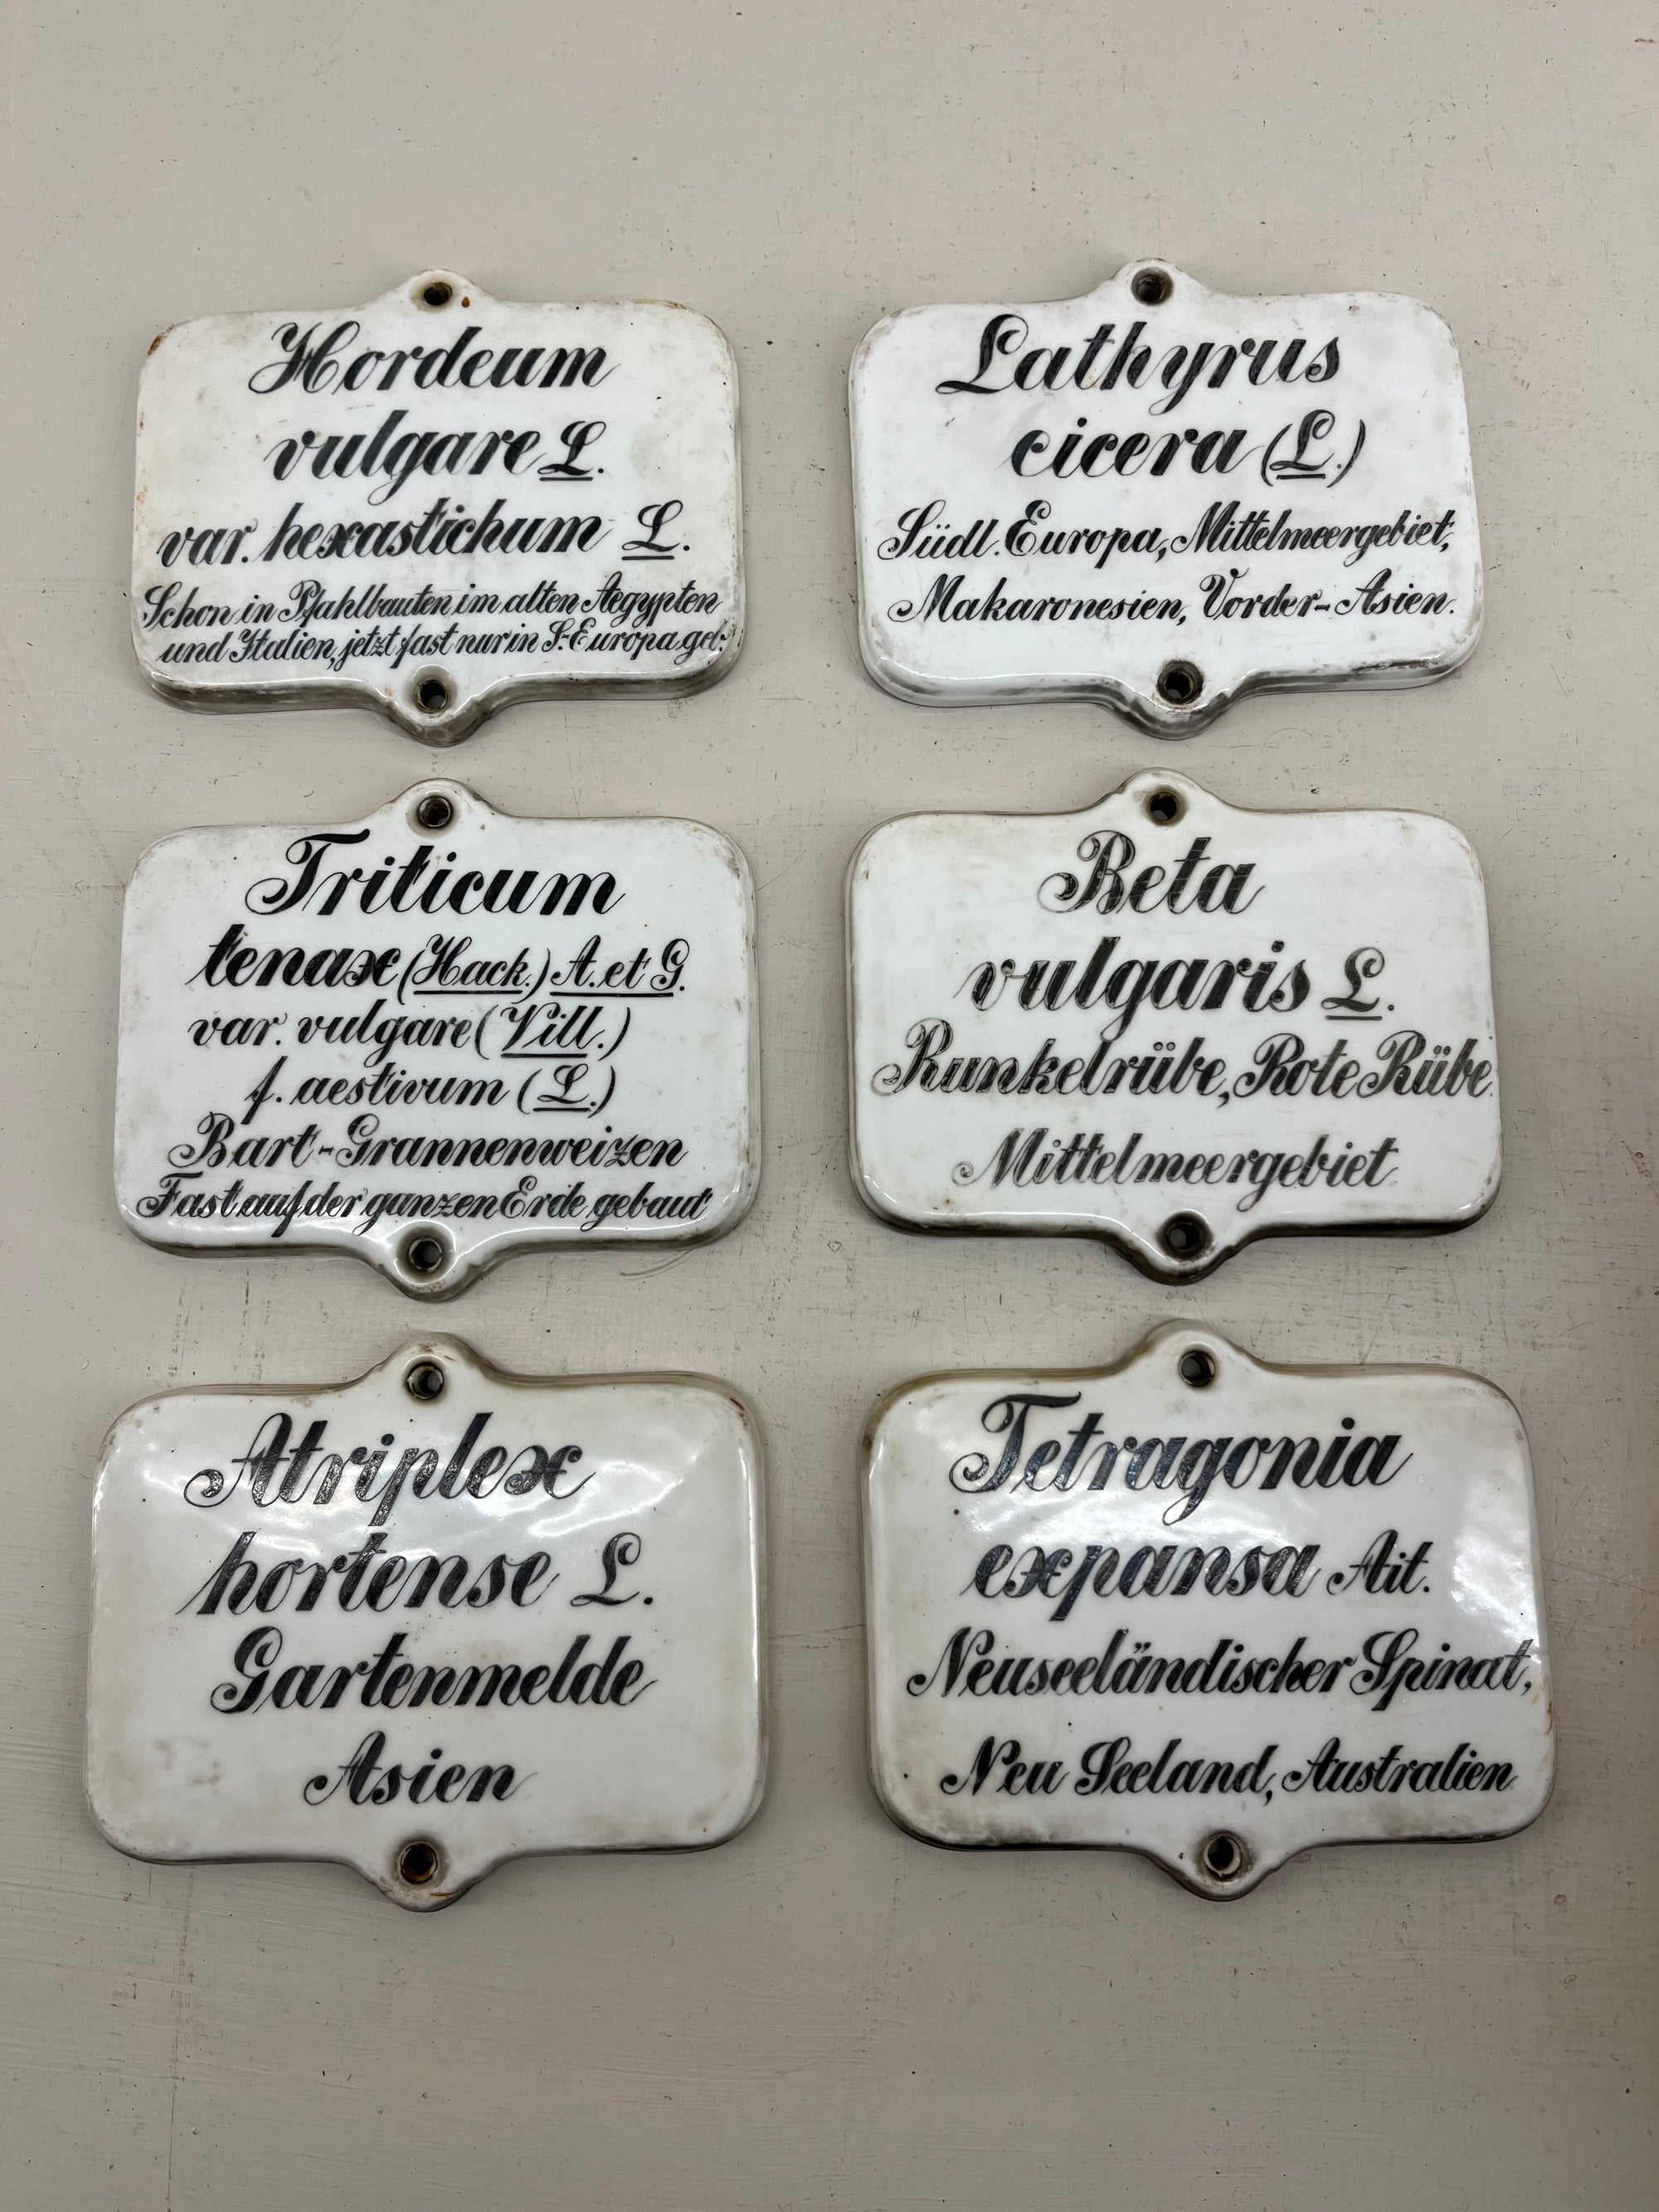 Hordeum
vulgare L.
var. hexastichum L.
Schon in Pfahlbauten im alten Aegypten
und Italien, jetzt fast nur in S.-Europa geb.
Lathyrus
cicera (L.)
Südl. Europa, Mittelmeergebiet,
Makaronesien, Vorder-Asien.
Triticum
tenax (Hack.) A. et G.
var. vulgare (Vill.)
f. aestivum (L.)
Bart-Grannenweizen
Fast auf der ganzen Erde gebaut
Beta
vulgaris L.
Runkelrübe, Rote Rübe.
Mittelmeergebiet
Atriplex
hortense L.
Gartenmelde
Asien
Tetragonia
expansa Ait.
Neuseeländischer Spinat,
Neu Seeland, Australien